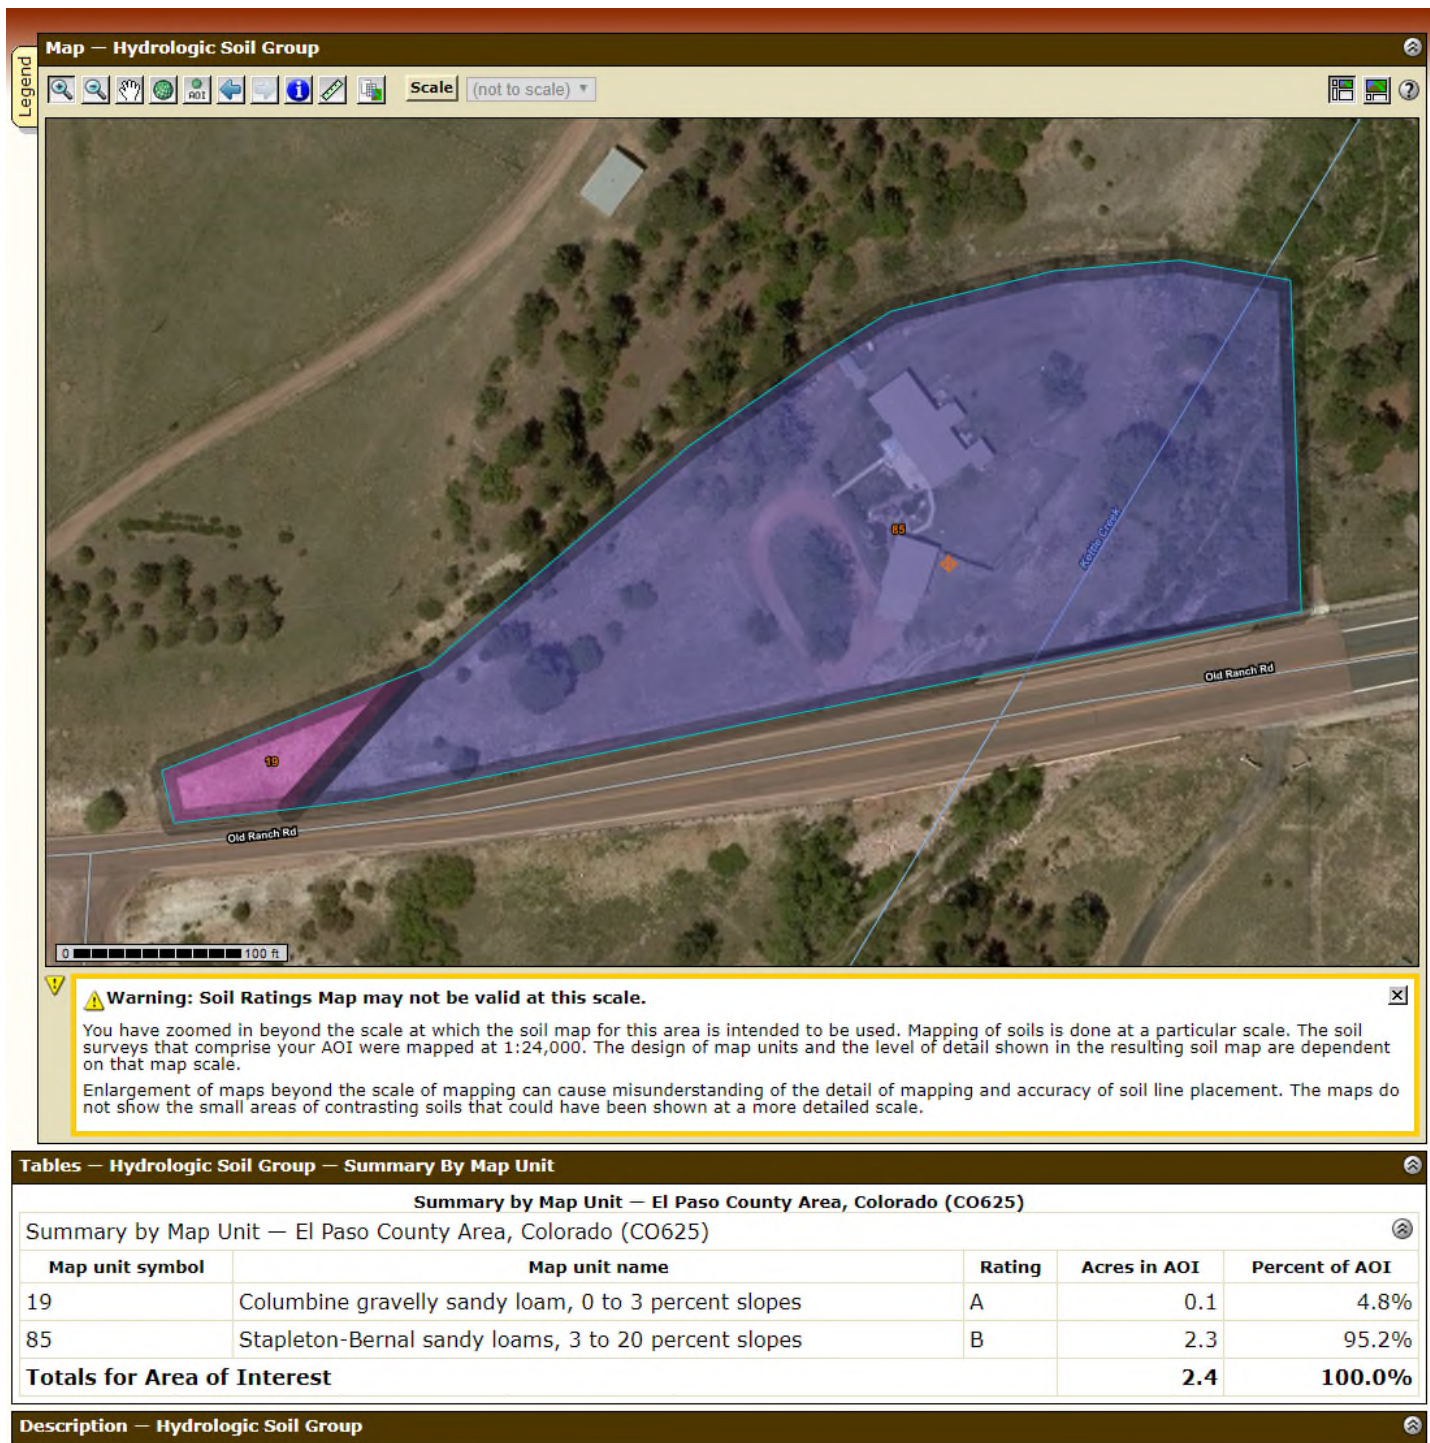 Legend
Map — Hydrologic Soil Group
AOI
Scale
(not to scale)
85
Kettle Creek
Old Ranch Rd
19
Old Ranch Rd
0 100 ft
Warning: Soil Ratings Map may not be valid at this scale.
You have zoomed in beyond the scale at which the soil map for this area is intended to be used. Mapping of soils is done at a particular scale. The soil
surveys that comprise your AOI were mapped at 1:24,000. The design of map units and the level of detail shown in the resulting soil map are dependent
on that map scale.
Enlargement of maps beyond the scale of mapping can cause misunderstanding of the detail of mapping and accuracy of soil line placement. The maps do
not show the small areas of contrasting soils that could have been shown at a more detailed scale.
Tables — Hydrologic Soil Group — Summary By Map Unit
Summary by Map Unit — El Paso County Area, Colorado (CO625)
Summary by Map Unit — El Paso County Area, Colorado (CO625)
Map unit symbol Map unit name Rating Acres in AOI Percent of AOI
19 Columbine gravelly sandy loam, 0 to 3 percent slopes A 0.1 4.8%
85 Stapleton-Bernal sandy loams, 3 to 20 percent slopes B 2.3 95.2%
Totals for Area of Interest 2.4 100.0%
Description — Hydrologic Soil Group